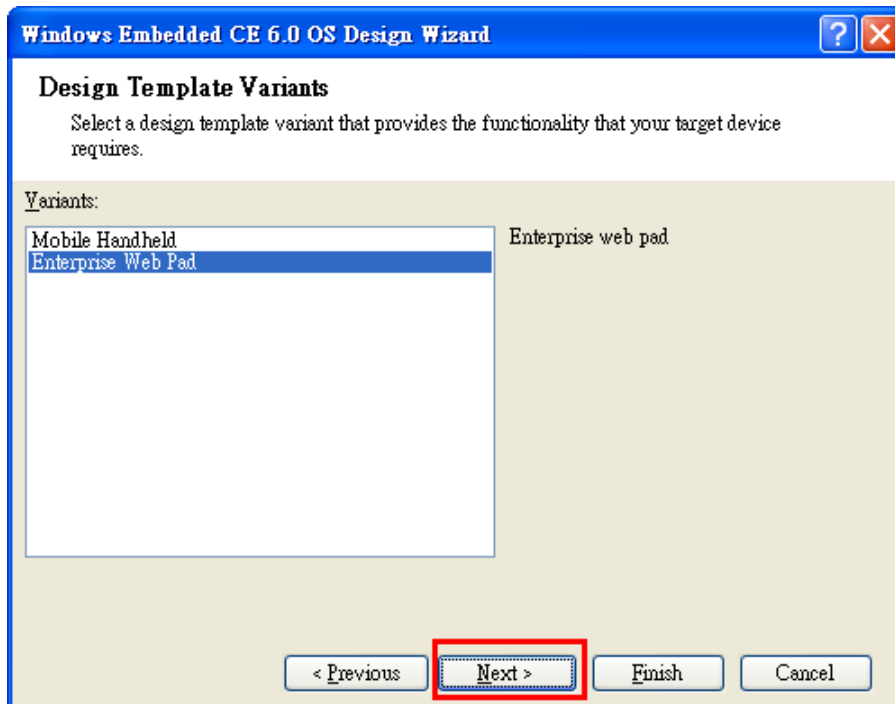 Windows Embedded CE 6.0 OS Design Wizard
Design Template Variants
Select a design template variant that provides the functionality that your target device
requires.
Variants:
Mobile Handheld
Enterprise web pad
Enterprise Web Pad
< Previous
Next >
Finish
Cancel